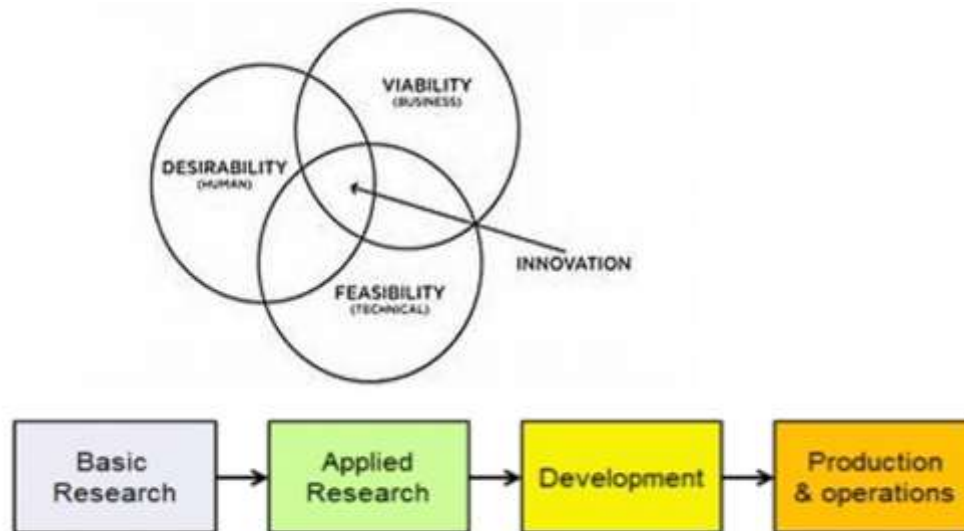 VIABILITY
(BUSINESS)
DESIRABILITY
(HUMAN)
INNOVATION
FEASIBILITY
(TECHNICAL)
Basic
Research
Applied
Research
Development
Production
& operations